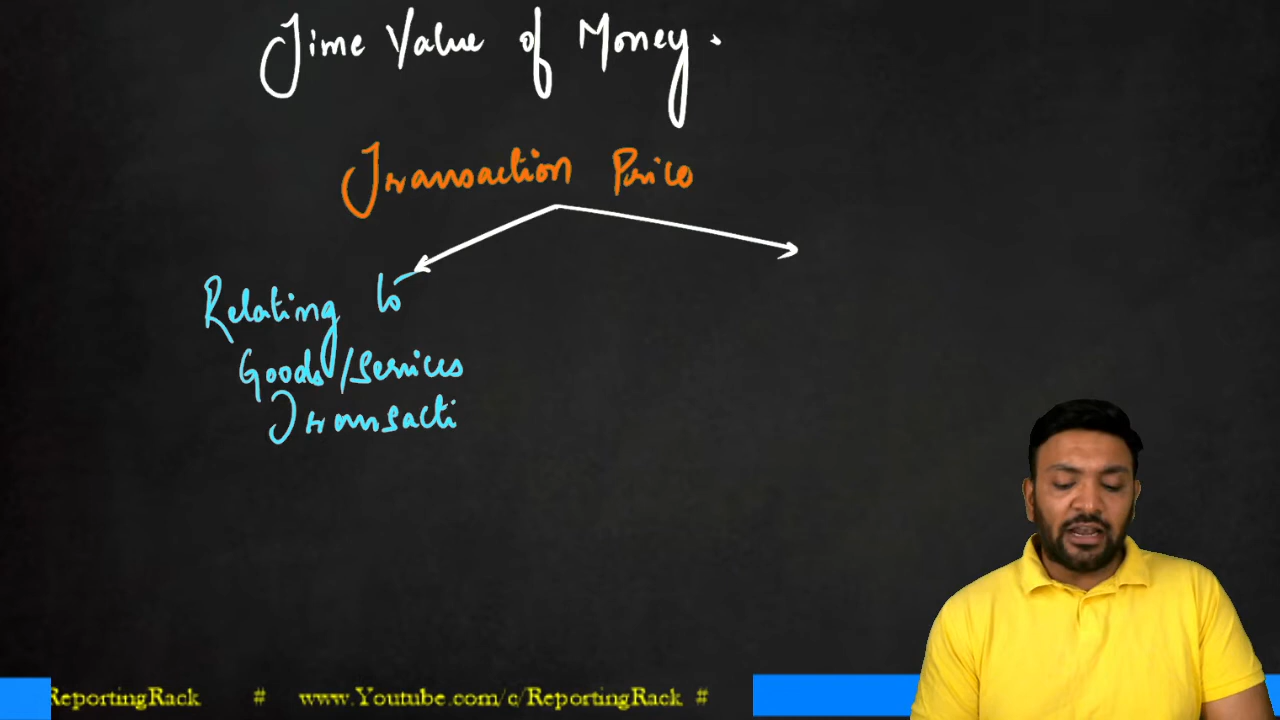 Time Value of Money.
Transaction Price
Relating to
Goods/Services
Transacti
ReportingRack # www.Youtube.com/c/ReportingRack #